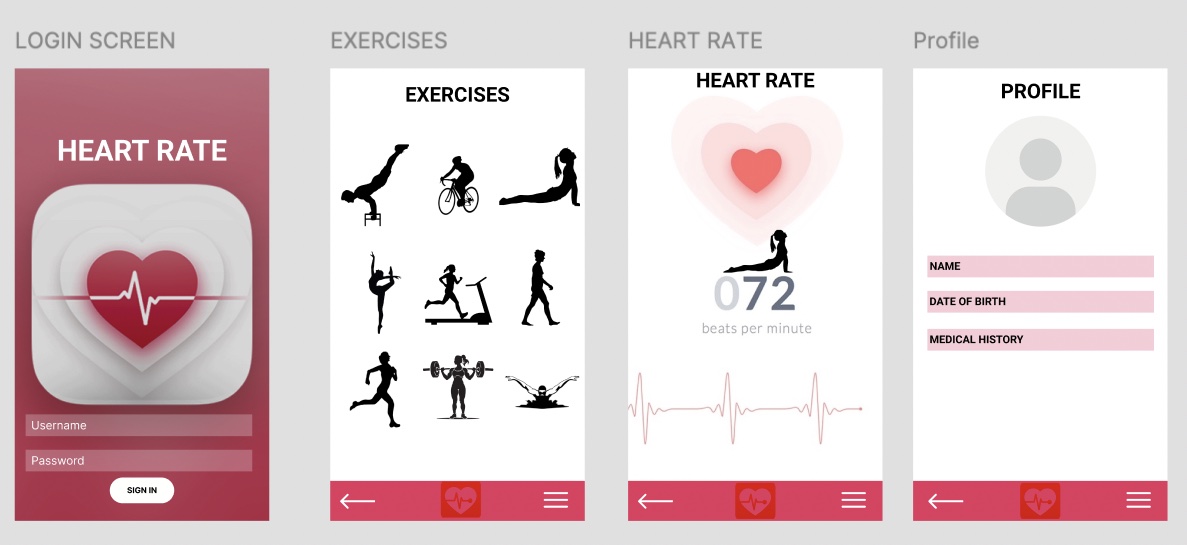 LOGIN SCREEN
HEART RATE
Username
Password
SIGN IN
EXERCISES
EXERCISES
HEART RATE
HEART RATE
072
beats per minute
Profile
PROFILE
NAME
DATE OF BIRTH
MEDICAL HISTORY